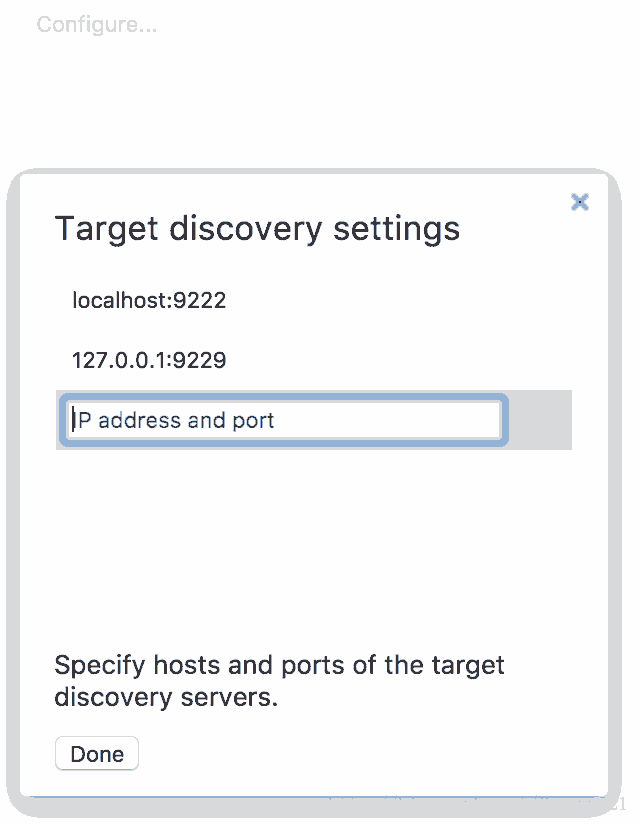 Configure...
Target discovery settings
localhost:9222
127.0.0.1:9229
IP address and port
Specify hosts and ports of the target
discovery servers.
Done